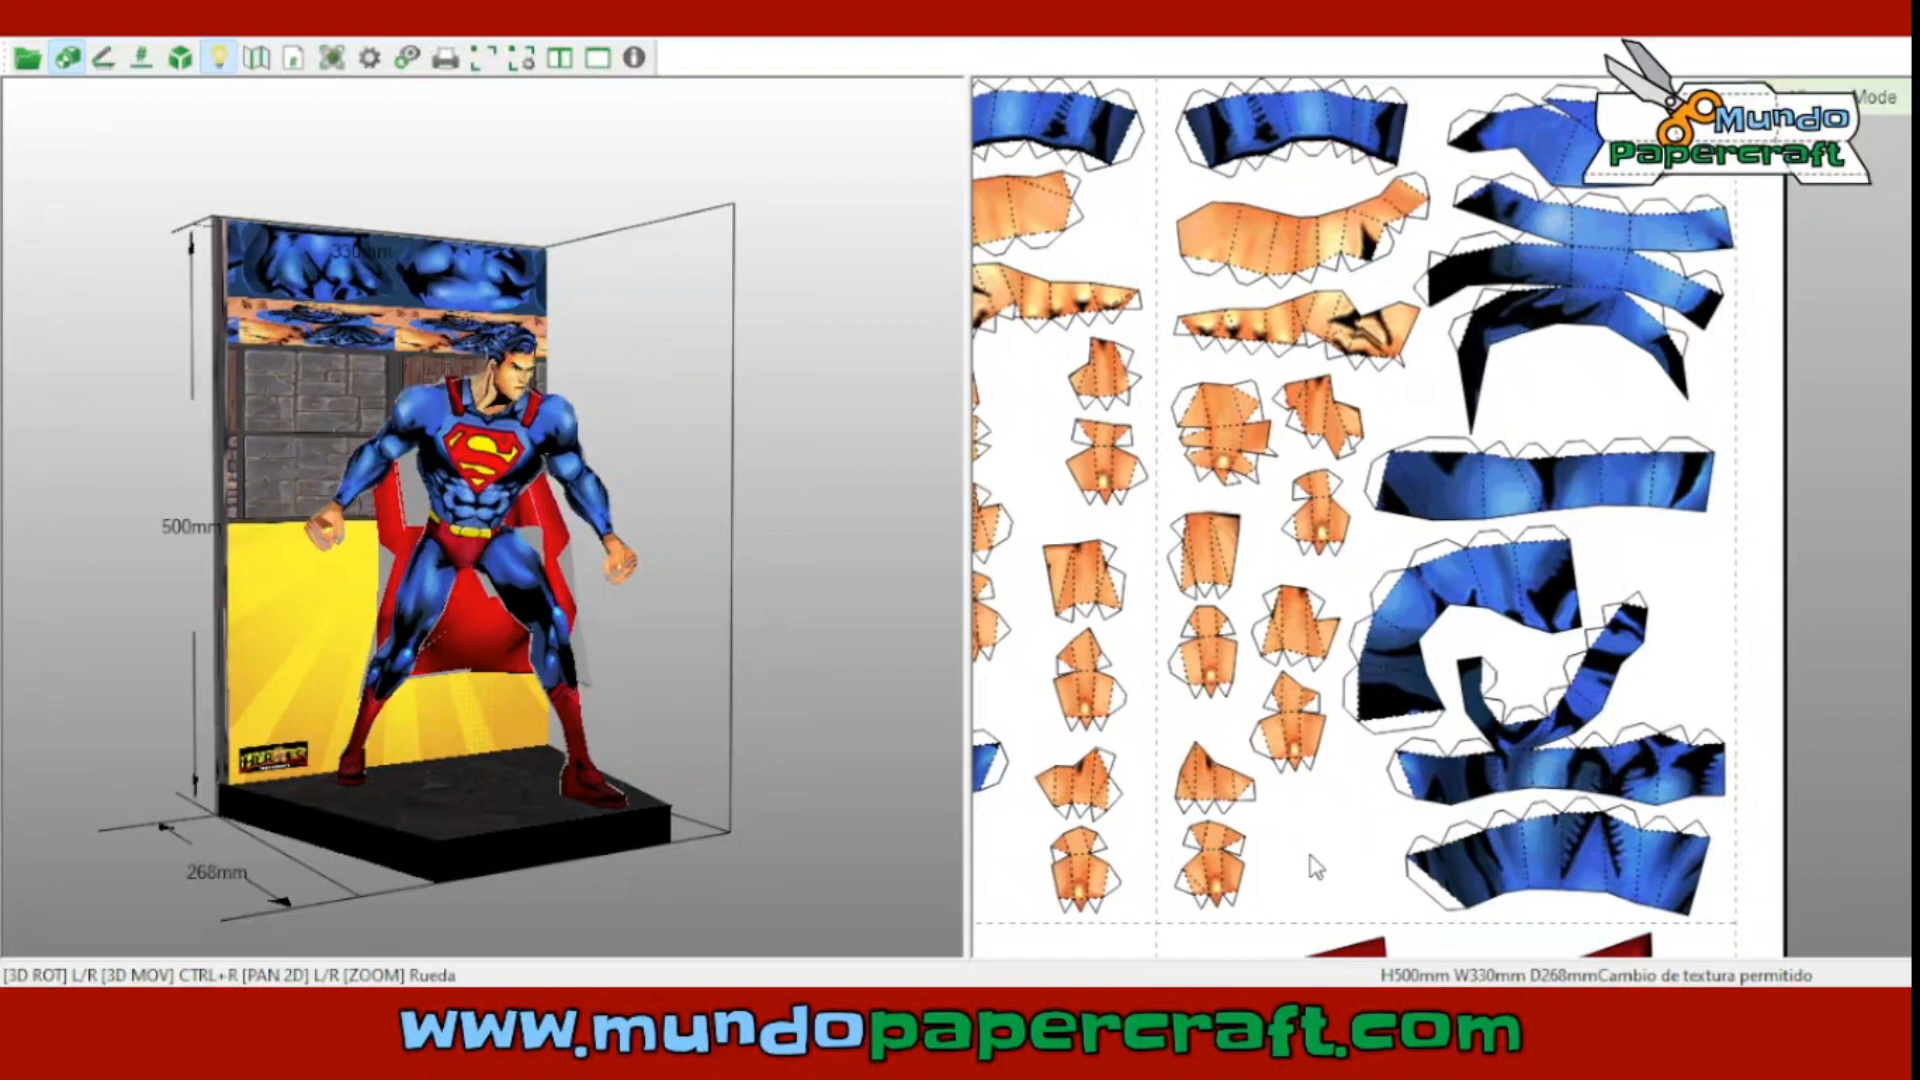 Mode
Mundo
Papercraft
330mm
500mm
268mm
[3D ROT] L/R [3D MOV] CTRL+R [PAN 2D] L/R [ZOOM] Rueda
H500mm W330mm D268mmCambio de textura permitido
www.mundopapercraft.com